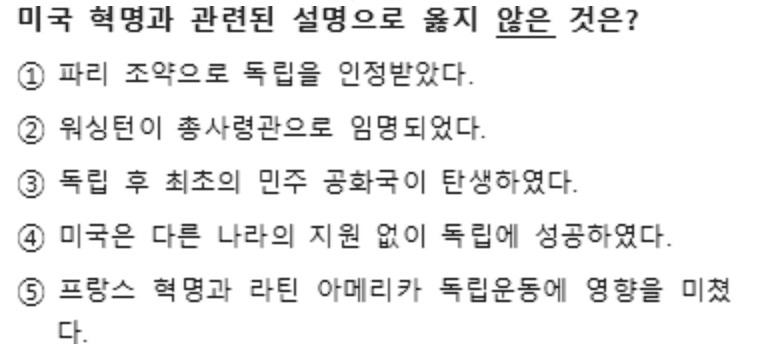 미국 혁명과 관련된 설명으로 옳지 않은 것은?
① 파리 조약으로 독립을 인정받았다.
② 워싱턴이 총사령관으로 임명되었다.
③ 독립 후 최초의 민주 공화국이 탄생하였다.
④ 미국은 다른 나라의 지원 없이 독립에 성공하였다.
⑤ 프랑스 혁명과 라틴 아메리카 독립운동에 영향을 미쳤
다.